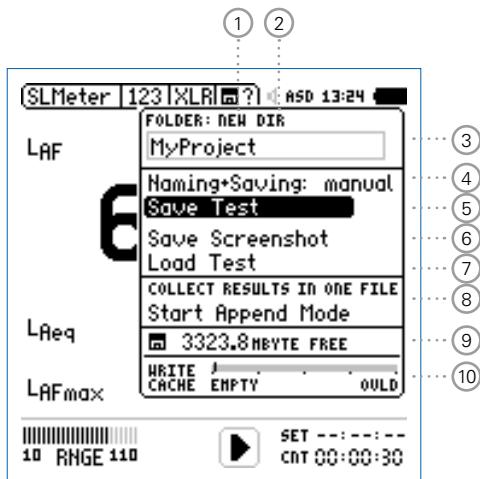 1 2
SLMeter 123 XLR ?) ASD 13:24
FOLDER: NEW DIR
LAF
MyProject
3
Naming+Saving: manual
4
Save Test
5
6
Save Screenshot
6
Load Test
7
COLLECT RESULTS IN ONE FILE
8
Start Append Mode
LAeq
3323.8 MBYTE FREE
9
WRITE
CACHE EMPTY OVLD
10
LAFmax
SET --:--:--
10 RNGE 110
CNT 00:00:30